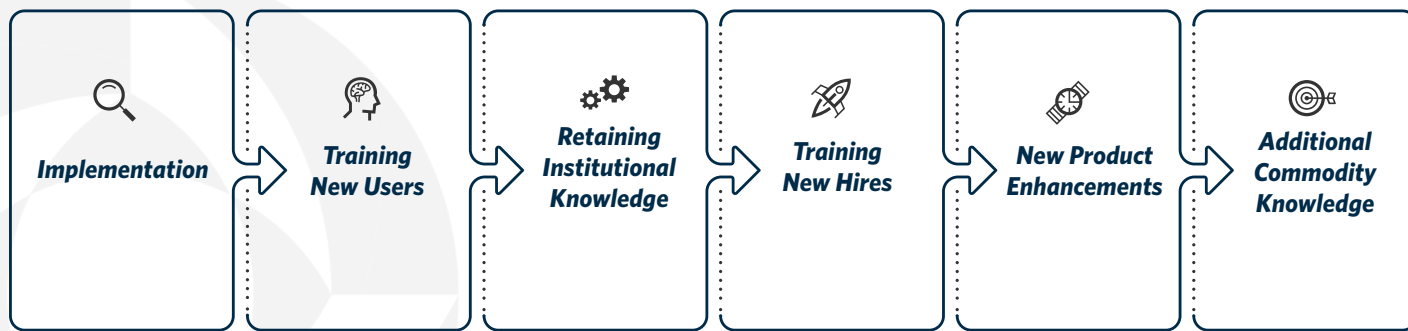 Implementation
Training
New Users
Retaining
Institutional
Knowledge
Training
New Hires
New Product
Enhancements
Additional
Commodity
Knowledge